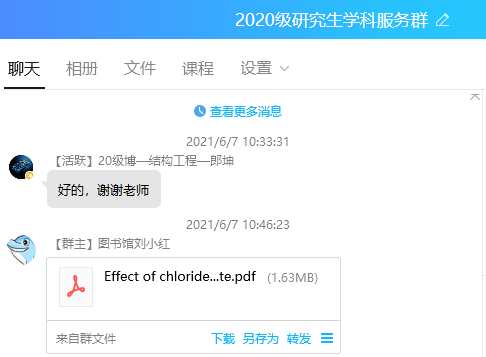 2020级研究生学科服务群
聊天 相册 文件 课程 设置
查看更多消息
2021/6/7 10:33:31
【活跃】20级博—结构工程—郎坤
好的，谢谢老师
2021/6/7 10:46:23
【群主】图书馆刘小红
Effect of chloride...te.pdf (1.63MB)
来自群文件 下载 另存为 转发